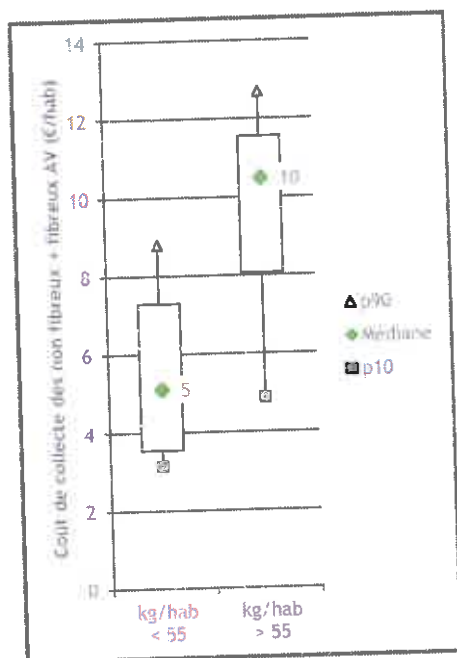 Coût de collecte des non fibreux + fibreux AV (€/hab)
14
12
10
8
6
4
2
0
10
5
p90
Médiane
p10
kg/hab
< 55
kg/hab
> 55